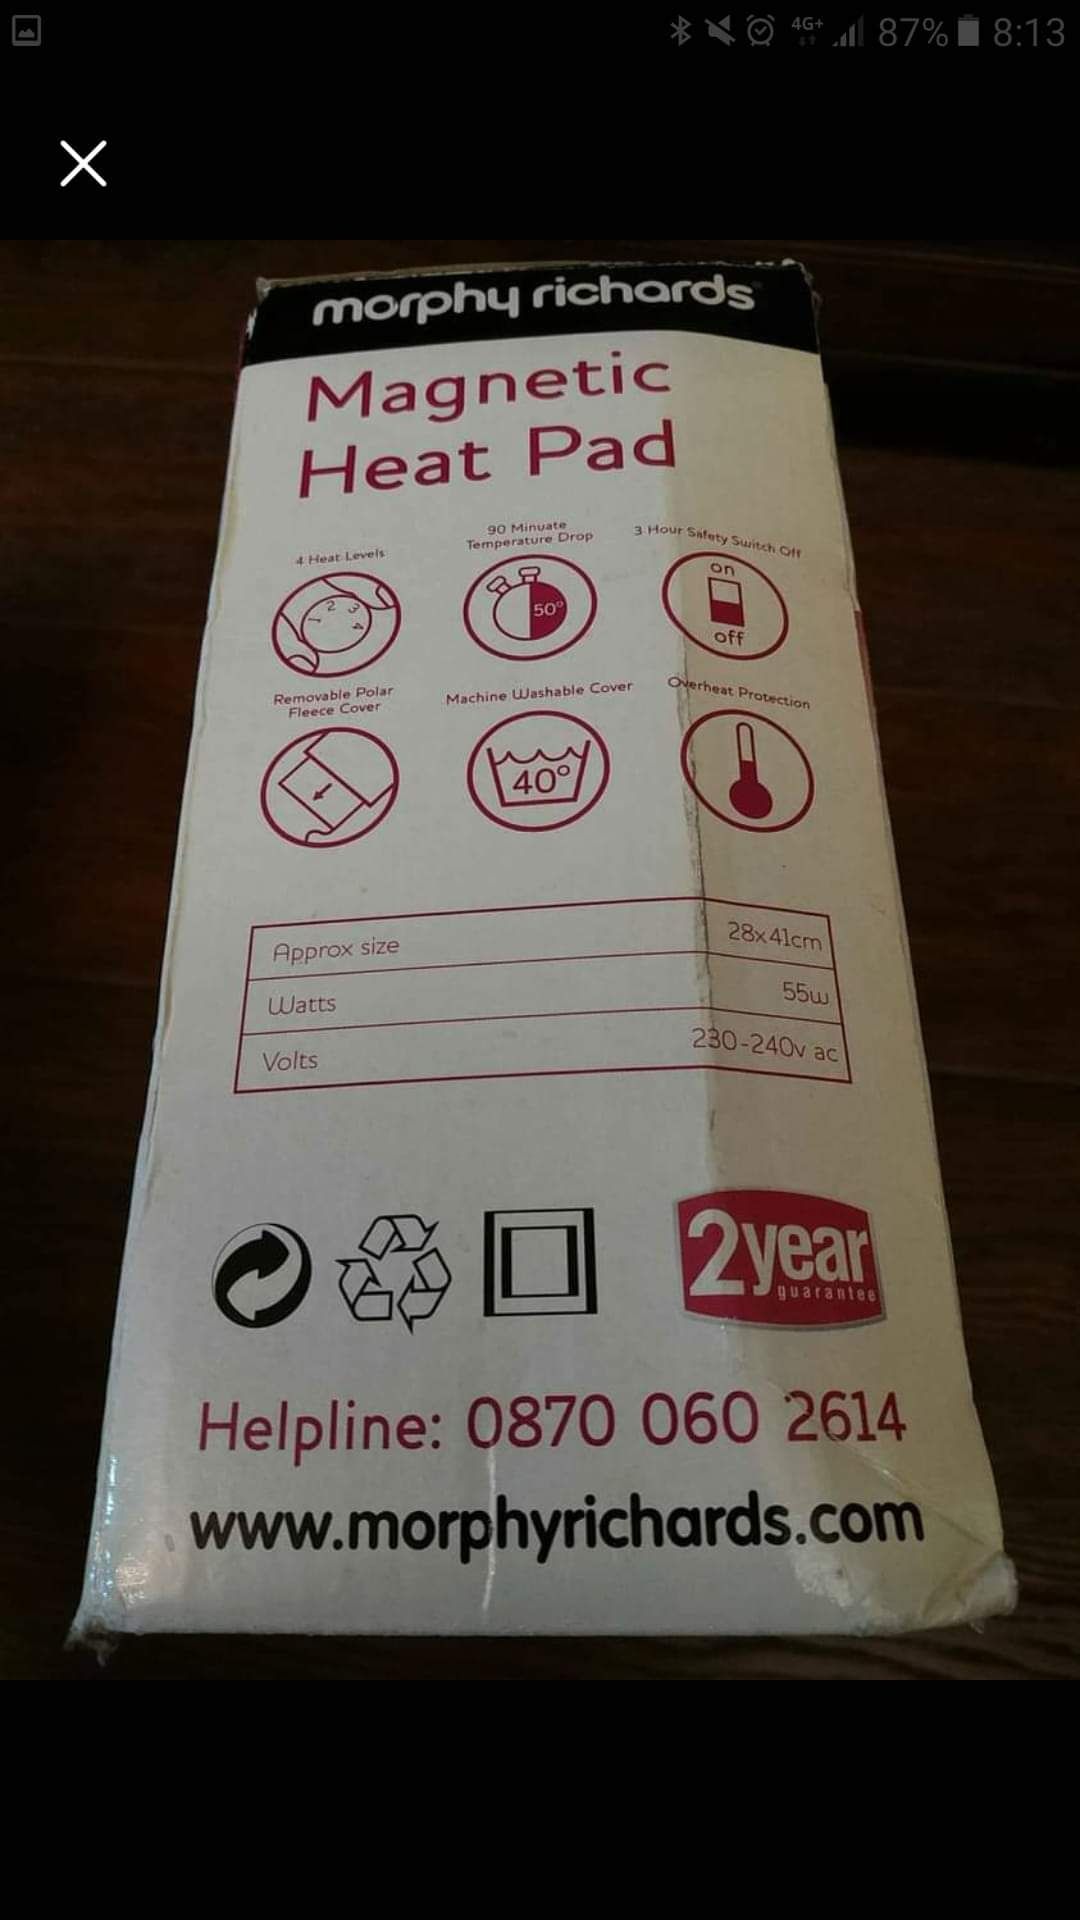 4G+ 87% 8:13
morphy richards
Magnetic
Heat Pad
4 Heat Levels
90 Minuate
Temperature Drop
3 Hour Safety Switch Off
1 2 3 4
50°
on
off
Removable Polar
Fleece Cover
Machine Washable Cover
Overheat Protection
40°
Approx size 28x41cm
Watts 55w
Volts 230-240v ac
2year
guarantee
Helpline: 0870 060 2614
www.morphyrichards.com